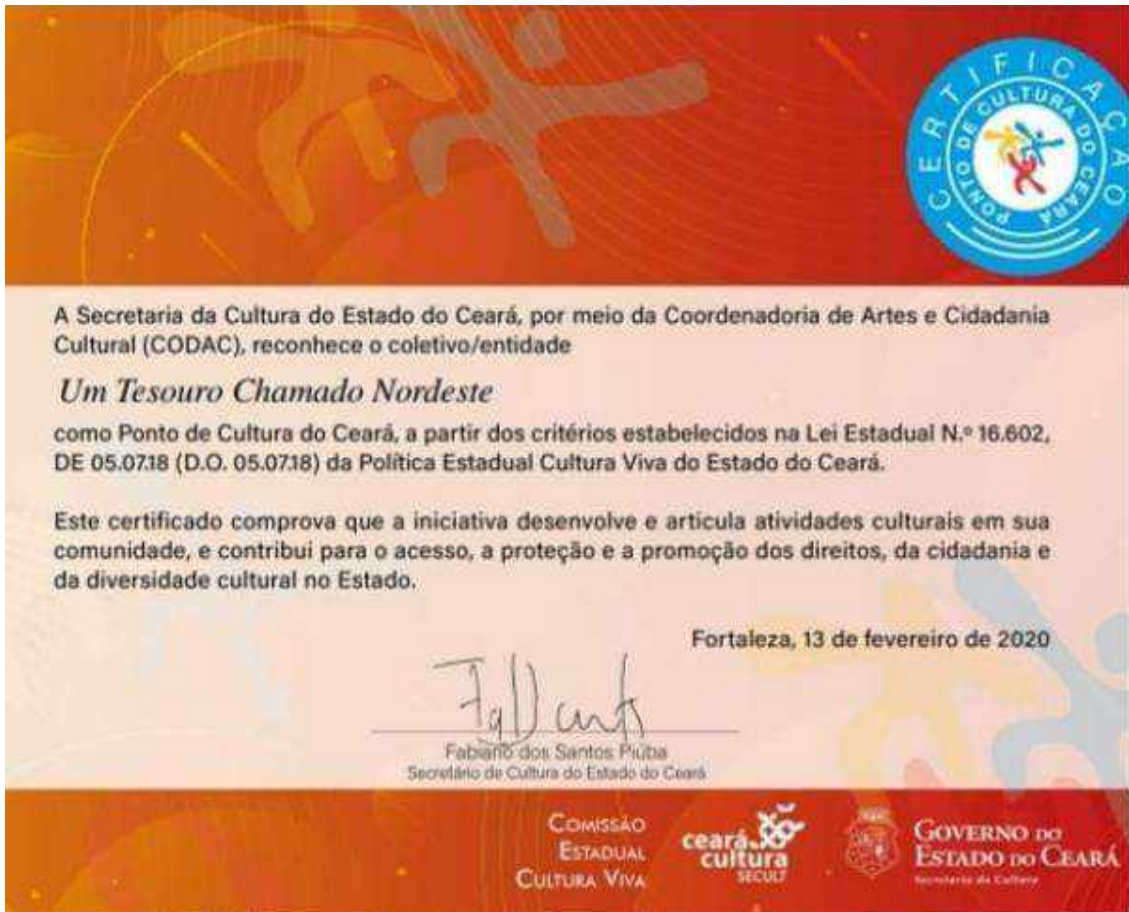 CERTIFICAÇÃO
PONTO DE CULTURA DO CEARÁ
A Secretaria da Cultura do Estado do Ceará, por meio da Coordenadoria de Artes e Cidadania
Cultural (CODAC), reconhece o coletivo/entidade
Um Tesouro Chamado Nordeste
como Ponto de Cultura do Ceará, a partir dos critérios estabelecidos na Lei Estadual N.º 16.602,
DE 05.07.18 (D.O. 05.07.18) da Política Estadual Cultura Viva do Estado do Ceará.
Este certificado comprova que a iniciativa desenvolve e articula atividades culturais em sua
comunidade, e contribui para o acesso, a proteção e a promoção dos direitos, da cidadania e
da diversidade cultural no Estado.
Fortaleza, 13 de fevereiro de 2020
Fabiano dos Santos Piúba
Secretário de Cultura do Estado do Ceará
COMISSÃO
ESTADUAL
CULTURA VIVA
ceará
cultura
SECULT
GOVERNO DO
ESTADO DO CEARÁ
Secretaria da Cultura